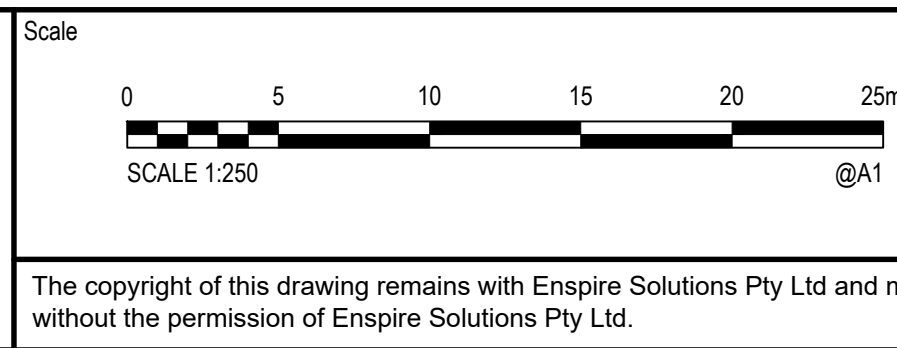 Scale
0 5 10 15 20 25m
SCALE 1:250 @A1
The copyright of this drawing remains with Enspire Solutions Pty Ltd and
without the permission of Enspire Solutions Pty Ltd.